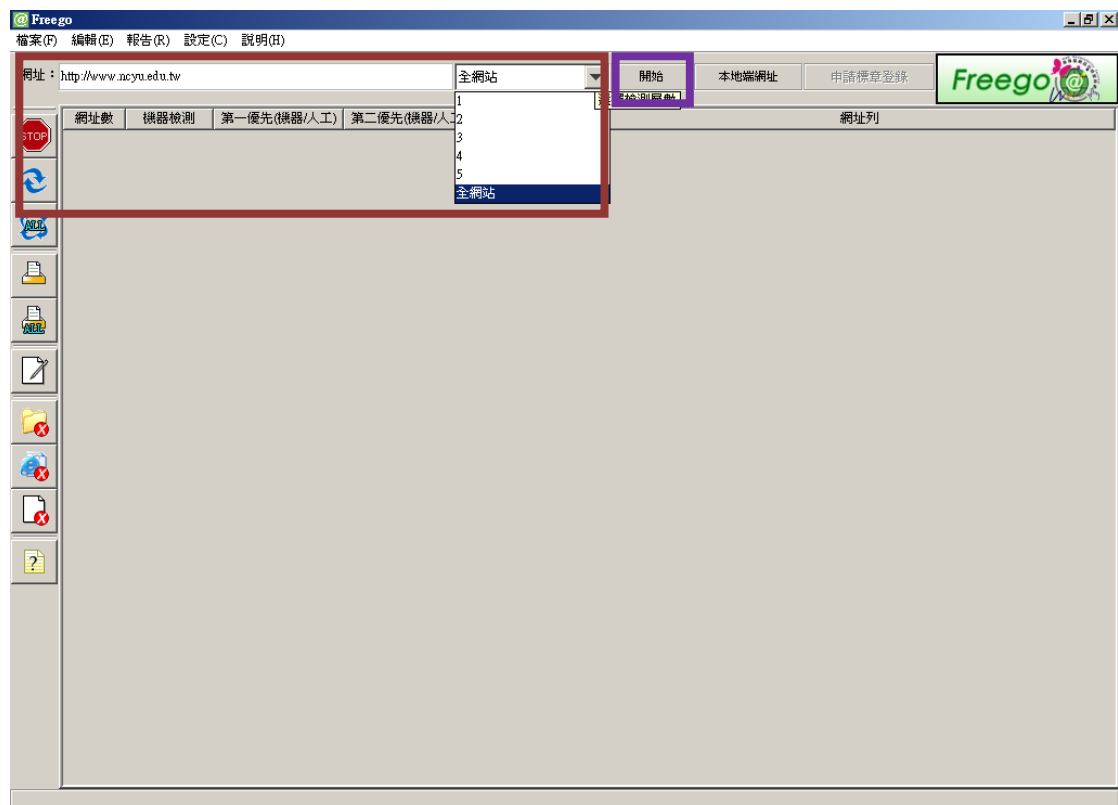 Freego
檔案(F) 編輯(E) 報告(R) 設定(C) 說明(H)
網址： http://www.ncyu.edu.tw 全網站 開始 本地端網址 申請標章登錄 Freego
1
2
3
4
5
全網站
網址數 機器檢測 第一優先(機器/人工) 第二優先(機器/人工 網址列
STOP
ALL
ALL